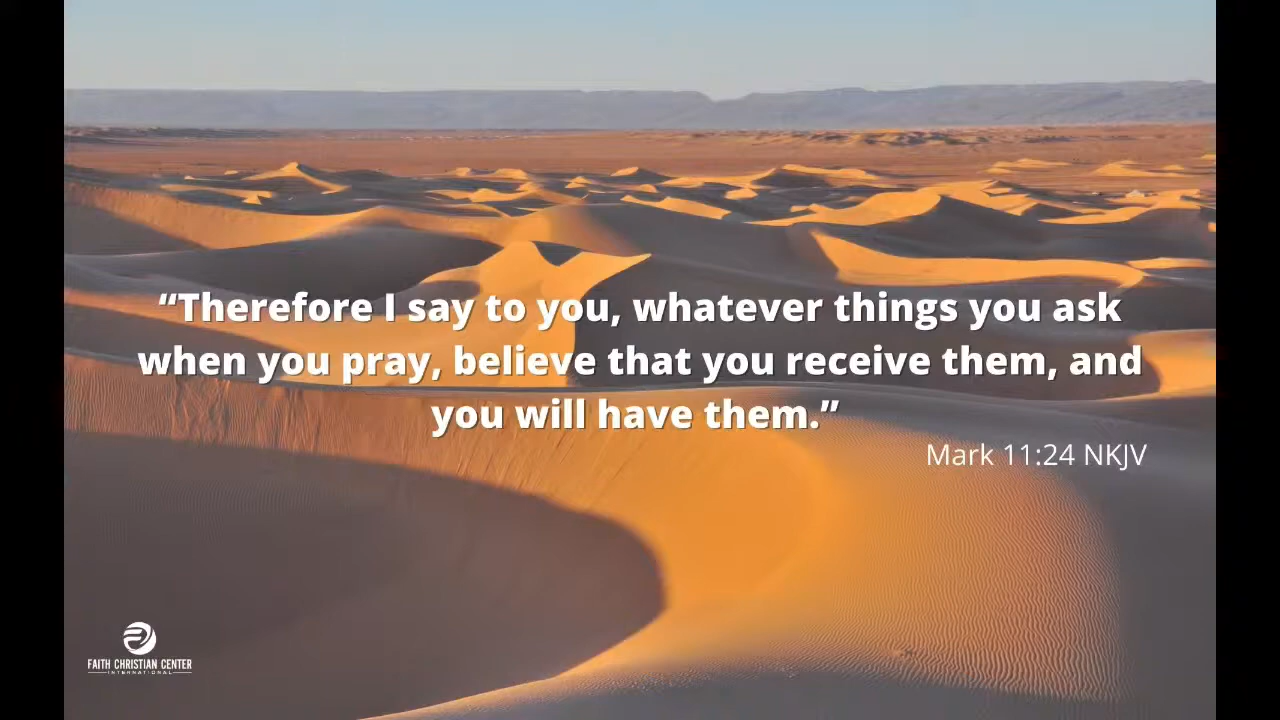 “Therefore I say to you, whatever things you ask
when you pray, believe that you receive them, and
you will have them.”
Mark 11:24 NKJV
FAITH CHRISTIAN CENTER
INTERNATIONAL